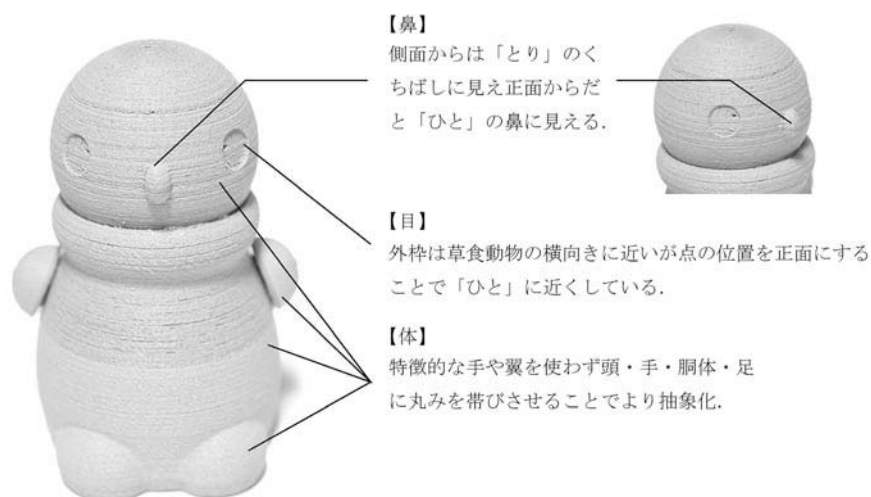 【鼻】
側面からは「とり」のく
ちばしに見え正面からだ
と「ひと」の鼻に見える.
【目】
外枠は草食動物の横向きに近いが点の位置を正面にする
ことで「ひと」に近くしている.
【体】
特徴的な手や翼を使わず頭・手・胴体・足
に丸みを帯びさせることでより抽象化.